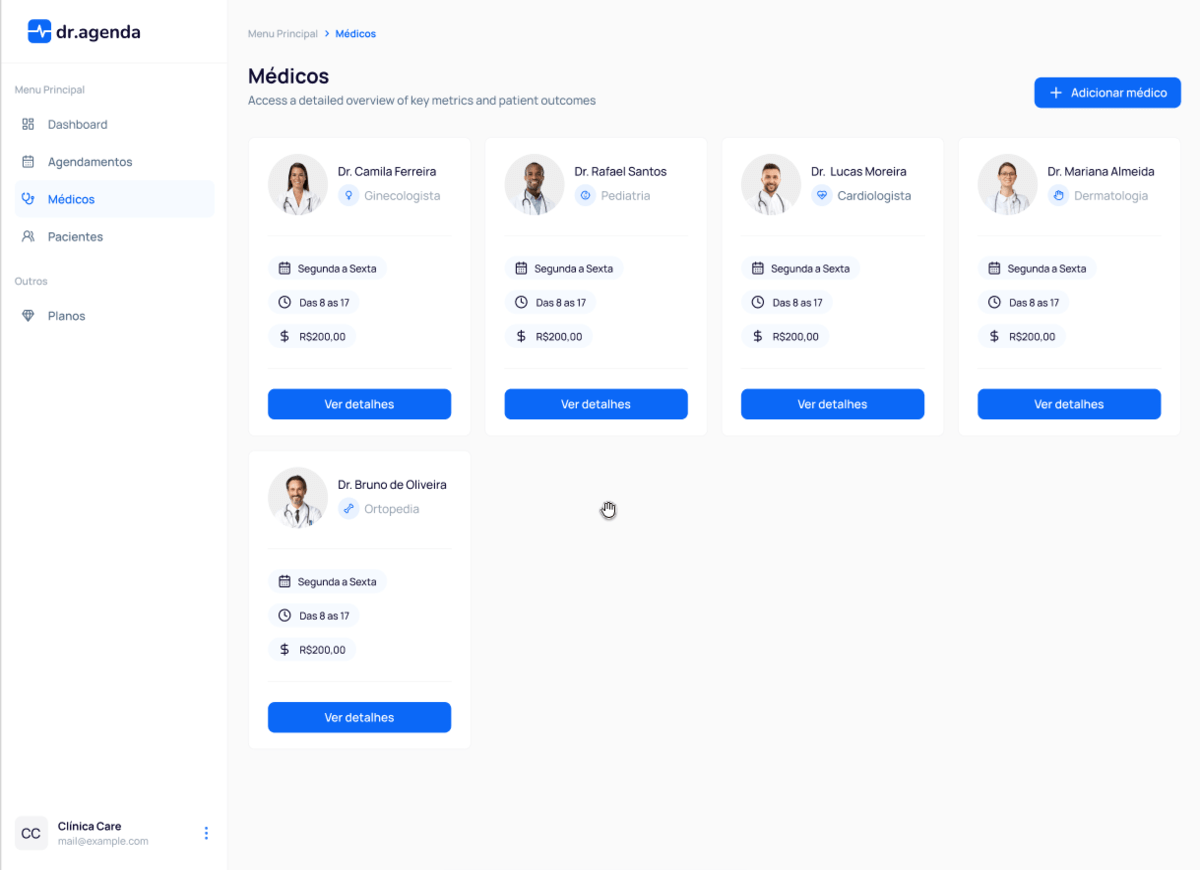 dr.agenda
Menu Principal
Dashboard
Agendamentos
Médicos
Pacientes
Outros
Planos
CC
Clínica Care
mail@example.com
Menu Principal > Médicos
Médicos
Access a detailed overview of key metrics and patient outcomes
+ Adicionar médico
Dr. Camila Ferreira
Ginecologista
Segunda a Sexta
Das 8 as 17
R$200,00
Ver detalhes
Dr. Rafael Santos
Pediatria
Segunda a Sexta
Das 8 as 17
R$200,00
Ver detalhes
Dr. Lucas Moreira
Cardiologista
Segunda a Sexta
Das 8 as 17
R$200,00
Ver detalhes
Dr. Mariana Almeida
Dermatologia
Segunda a Sexta
Das 8 as 17
R$200,00
Ver detalhes
Dr. Bruno de Oliveira
Ortopedia
Segunda a Sexta
Das 8 as 17
R$200,00
Ver detalhes